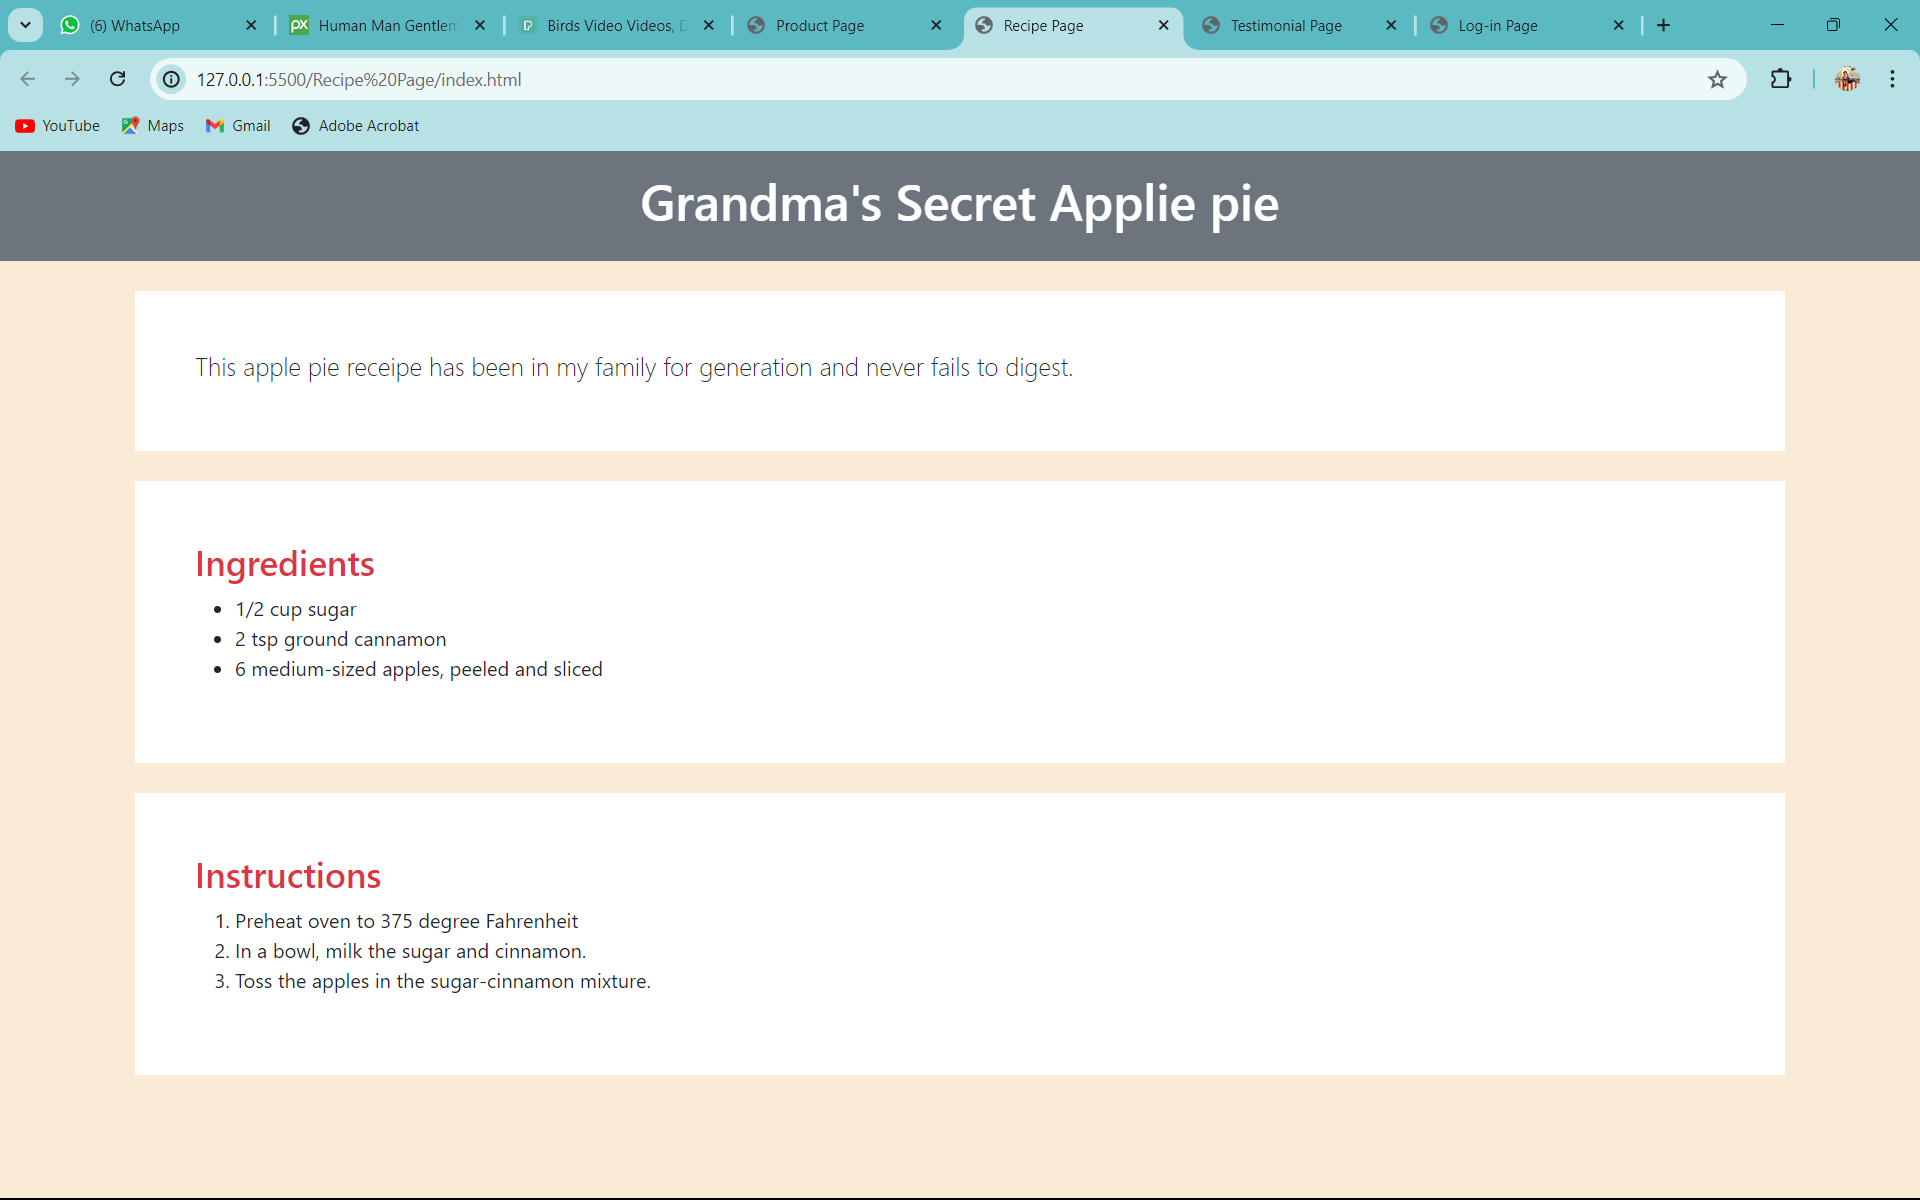 (6) WhatsApp
Human Man Gentlem
Birds Video Videos, D
Product Page
Recipe Page
Testimonial Page
Log-in Page
127.0.0.1:5500/Recipe%20Page/index.html
YouTube
Maps
Gmail
Adobe Acrobat
Grandma's Secret Applie pie
This apple pie receipe has been in my family for generation and never fails to digest.
Ingredients
• 1/2 cup sugar
• 2 tsp ground cannamon
• 6 medium-sized apples, peeled and sliced
Instructions
1. Preheat oven to 375 degree Fahrenheit
2. In a bowl, milk the sugar and cinnamon.
3. Toss the apples in the sugar-cinnamon mixture.